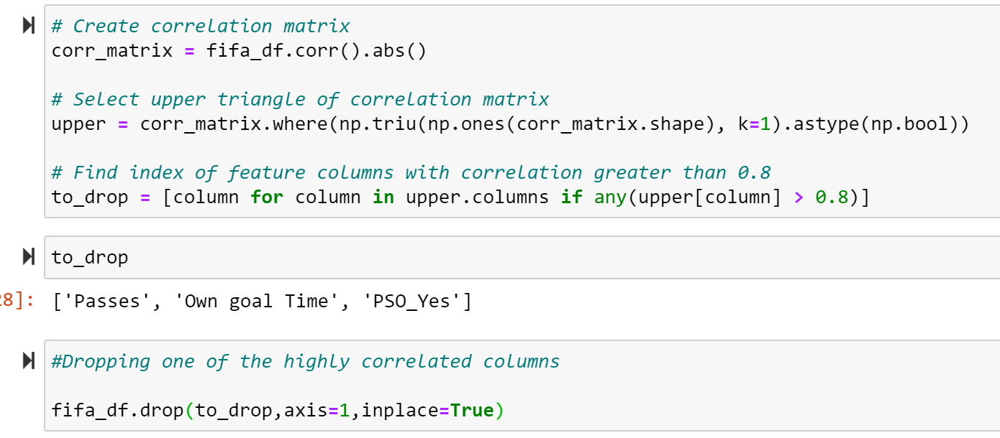 # Create correlation matrix
corr_matrix = fifa_df.corr().abs()
# Select upper triangle of correlation matrix
upper = corr_matrix.where(np.triu(np.ones(corr_matrix.shape), k=1).astype(np.bool))
# Find index of feature columns with correlation greater than 0.8
to_drop = [column for column in upper.columns if any(upper[column] > 0.8)]
to_drop
28]: ['Passes', 'Own goal Time', 'PSO_Yes']
#Dropping one of the highly correlated columns
fifa_df.drop(to_drop,axis=1,inplace=True)